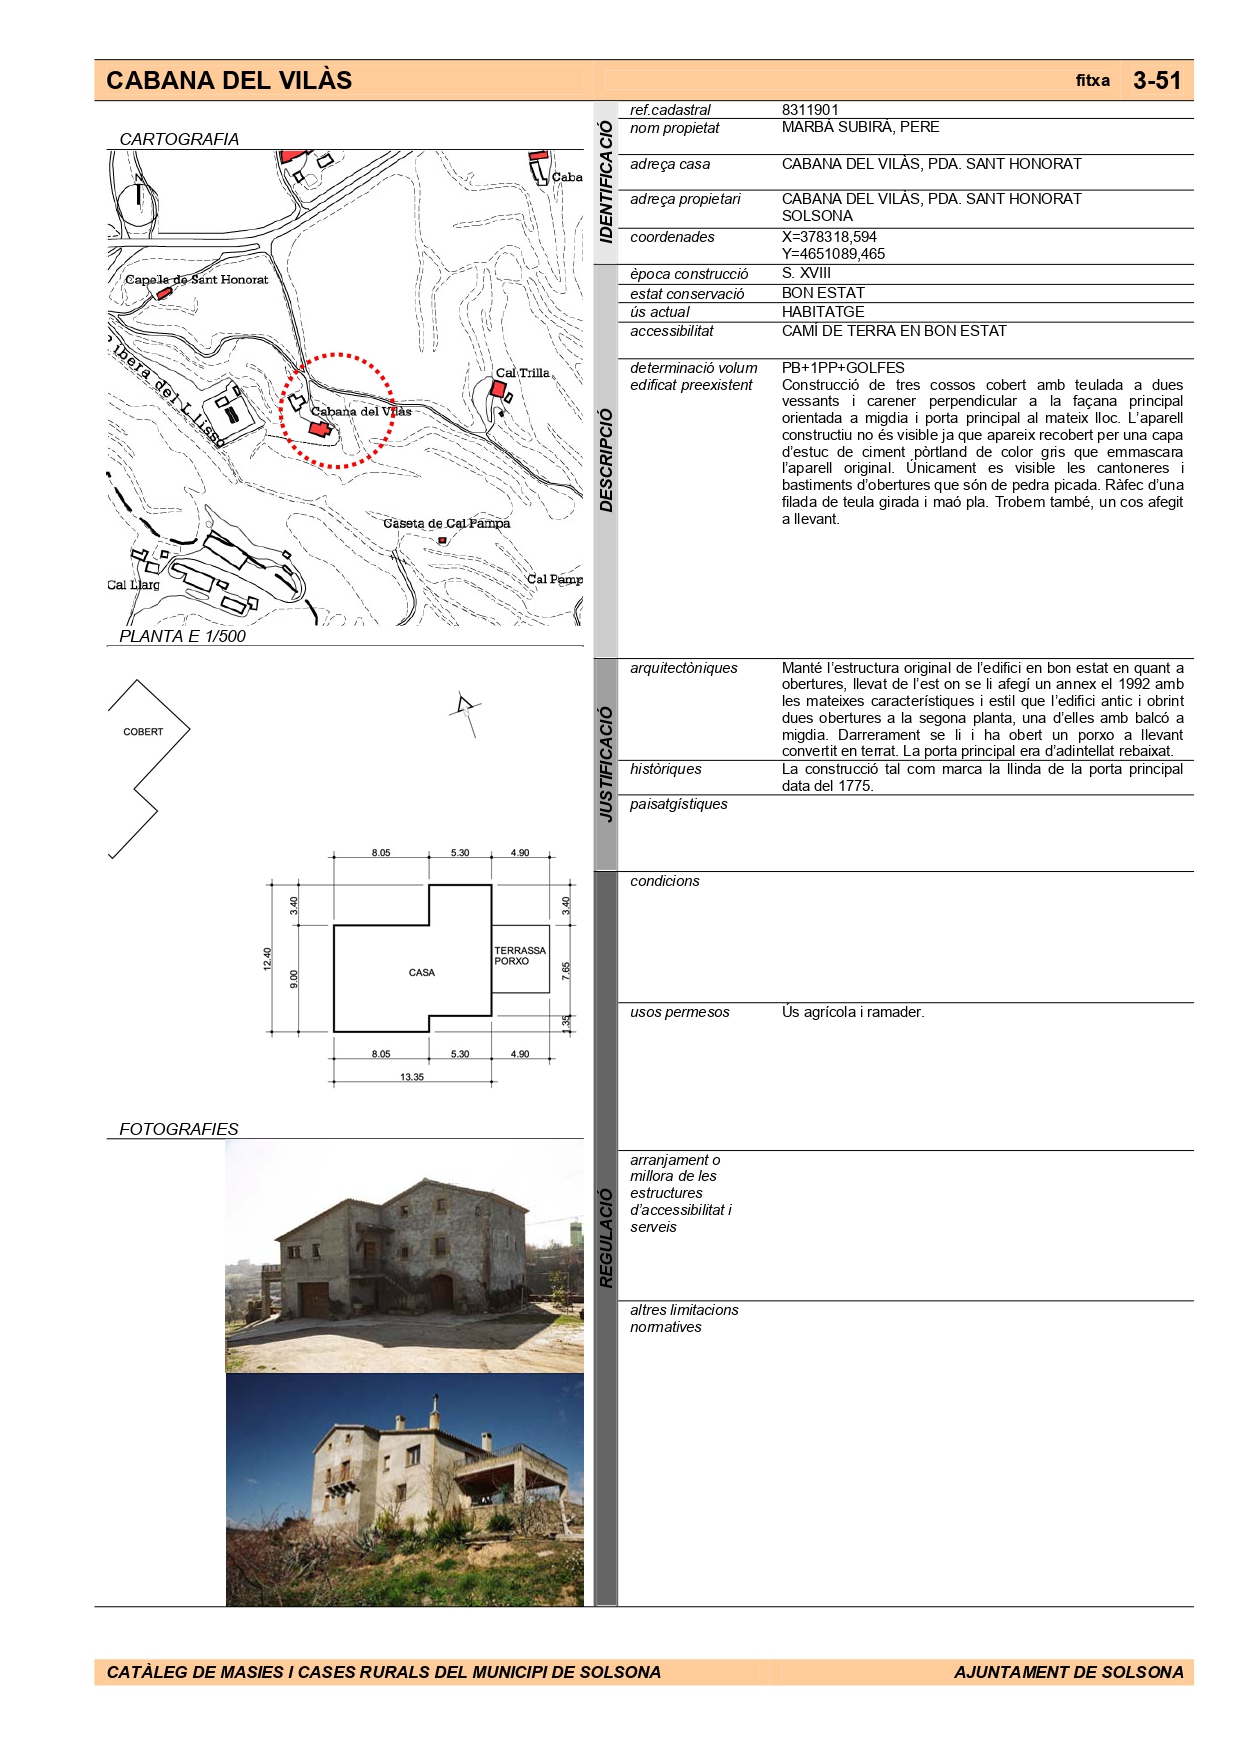 CABANA DEL VILÀS
fitxa 3-51
CARTOGRAFIA
N
Caba
Capella de Sant Honorat
Ribera del Llissó
Cal Trilla
Cabana del Vilàs
Caseta de Cal Pampa
Cal Llarg
Cal Pamp
PLANTA E 1/500
COBERT
8.05 5.30 4.90
3.40 3.40
12.40
9.00
CASA
TERRASSA
PORXO
7.65
1.35
8.05 5.30 4.90
13.35
FOTOGRAFIES
IDENTIFICACIÓ
ref.cadastral 8311901
nom propietat MARBÀ SUBIRÀ, PERE
adreça casa CABANA DEL VILÀS, PDA. SANT HONORAT
adreça propietari CABANA DEL VILÀS, PDA. SANT HONORAT
SOLSONA
coordenades X=378318,594
Y=4651089,465
DESCRIPCIÓ
època construcció S. XVIII
estat conservació BON ESTAT
ús actual HABITATGE
accessibilitat CAMÍ DE TERRA EN BON ESTAT
determinació volum PB+1PP+GOLFES
edificat preexistent Construcció de tres cossos cobert amb teulada a dues
vessants i carener perpendicular a la façana principal
orientada a migdia i porta principal al mateix lloc. L’aparell
constructiu no és visible ja que apareix recobert per una capa
d’estuc de ciment pòrtland de color gris que emmascara
l’aparell original. Únicament es visible les cantoneres i
bastiments d’obertures que són de pedra picada. Ràfec d’una
filada de teula girada i maó pla. Trobem també, un cos afegit
a llevant.
JUSTIFICACIÓ
arquitectòniques Manté l’estructura original de l’edifici en bon estat en quant a
obertures, llevat de l’est on se li afegí un annex el 1992 amb
les mateixes característiques i estil que l’edifici antic i obrint
dues obertures a la segona planta, una d’elles amb balcó a
migdia. Darrerament se li i ha obert un porxo a llevant
convertit en terrat. La porta principal era d’adintellat rebaixat.
històriques La construcció tal com marca la llinda de la porta principal
data del 1775.
paisatgístiques
REGULACIÓ
condicions
usos permesos Ús agrícola i ramader.
arranjament o
millora de les
estructures
d’accessibilitat i
serveis
altres limitacions
normatives
CATÀLEG DE MASIES I CASES RURALS DEL MUNICIPI DE SOLSONA
AJUNTAMENT DE SOLSONA